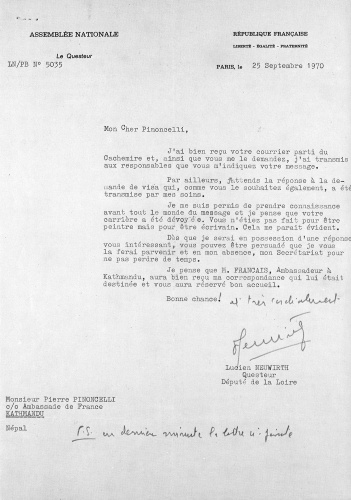 ASSEMBLÉE NATIONALE
RÉPUBLIQUE FRANÇAISE
LIBERTÉ - ÉGALITÉ - FRATERNITÉ
Le Questeur
LN/PB N° 5035
PARIS, le 25 Septembre 1970
Mon Cher Pinoncelli,
J'ai bien reçu votre courrier parti du
Cachemire et, ainsi que vous me le demandez, j'ai transmis
aux responsables que vous m'indiquez votre message.
Par ailleurs, j'attends la réponse à la de-
mande de visa qui, comme vous le souhaitez également, a été
transmise par mes soins.
Je me suis permis de prendre connaissance
avant tout le monde du message et je pense que votre
carrière a été dévoyée. Vous n'étiez pas fait pour être
peintre mais pour être écrivain. Cela me parait évident.
Dès que je serai en possession d'une réponse
vous intéressant, vous pouvez être persuadé que je vous
la ferai parvenir et en mon absence, mon Secrétariat pour
ne pas perdre de temps.
Je pense que M. FRANCAIS, Ambassadeur à
Kathmandu, aura bien reçu ma correspondance qui lui était
destinée et vous aura réservé bon accueil.
Bonne chance! et très cordialement
Neuwirth
Lucien NEUWIRTH
Questeur
Député de la Loire
Monsieur Pierre PINONCELLI
c/o Ambassade de France
KATHMANDU
Népal
P.S. en dernière minute la lettre ci-jointe